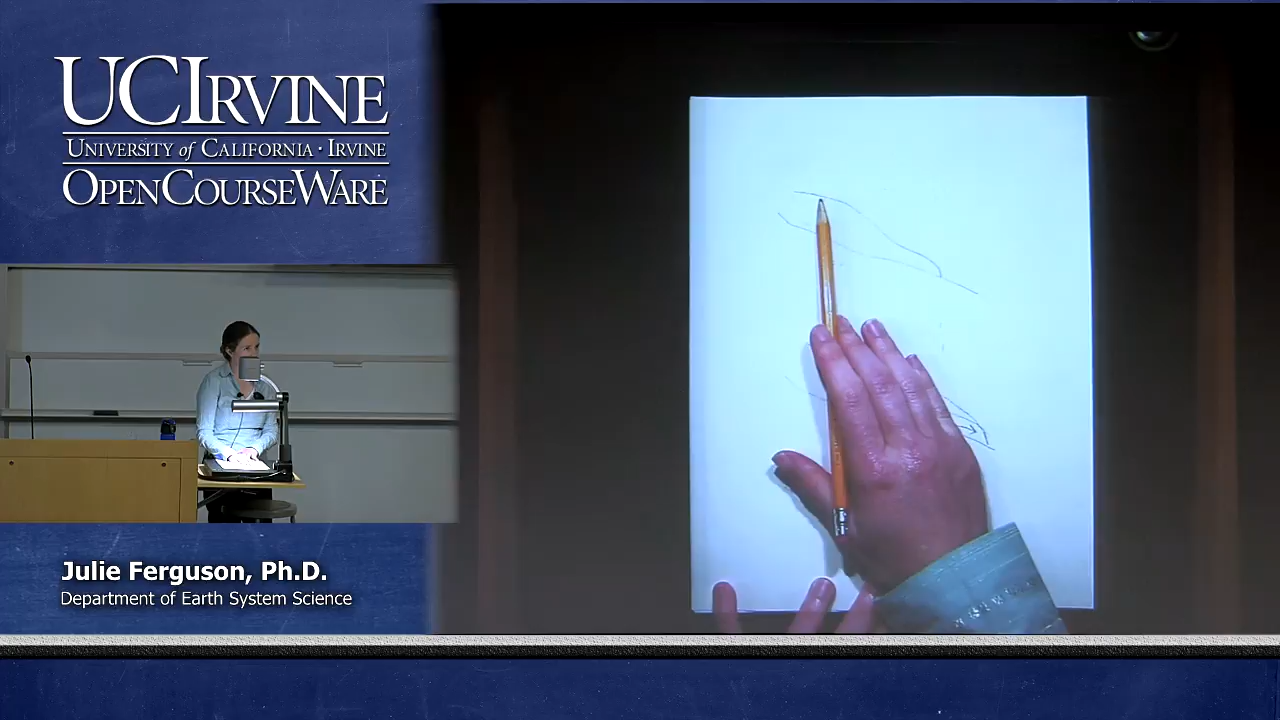 UCIRVINE
UNIVERSITY of CALIFORNIA · IRVINE
OPENCOURSEWARE
Julie Ferguson, Ph.D.
Department of Earth System Science